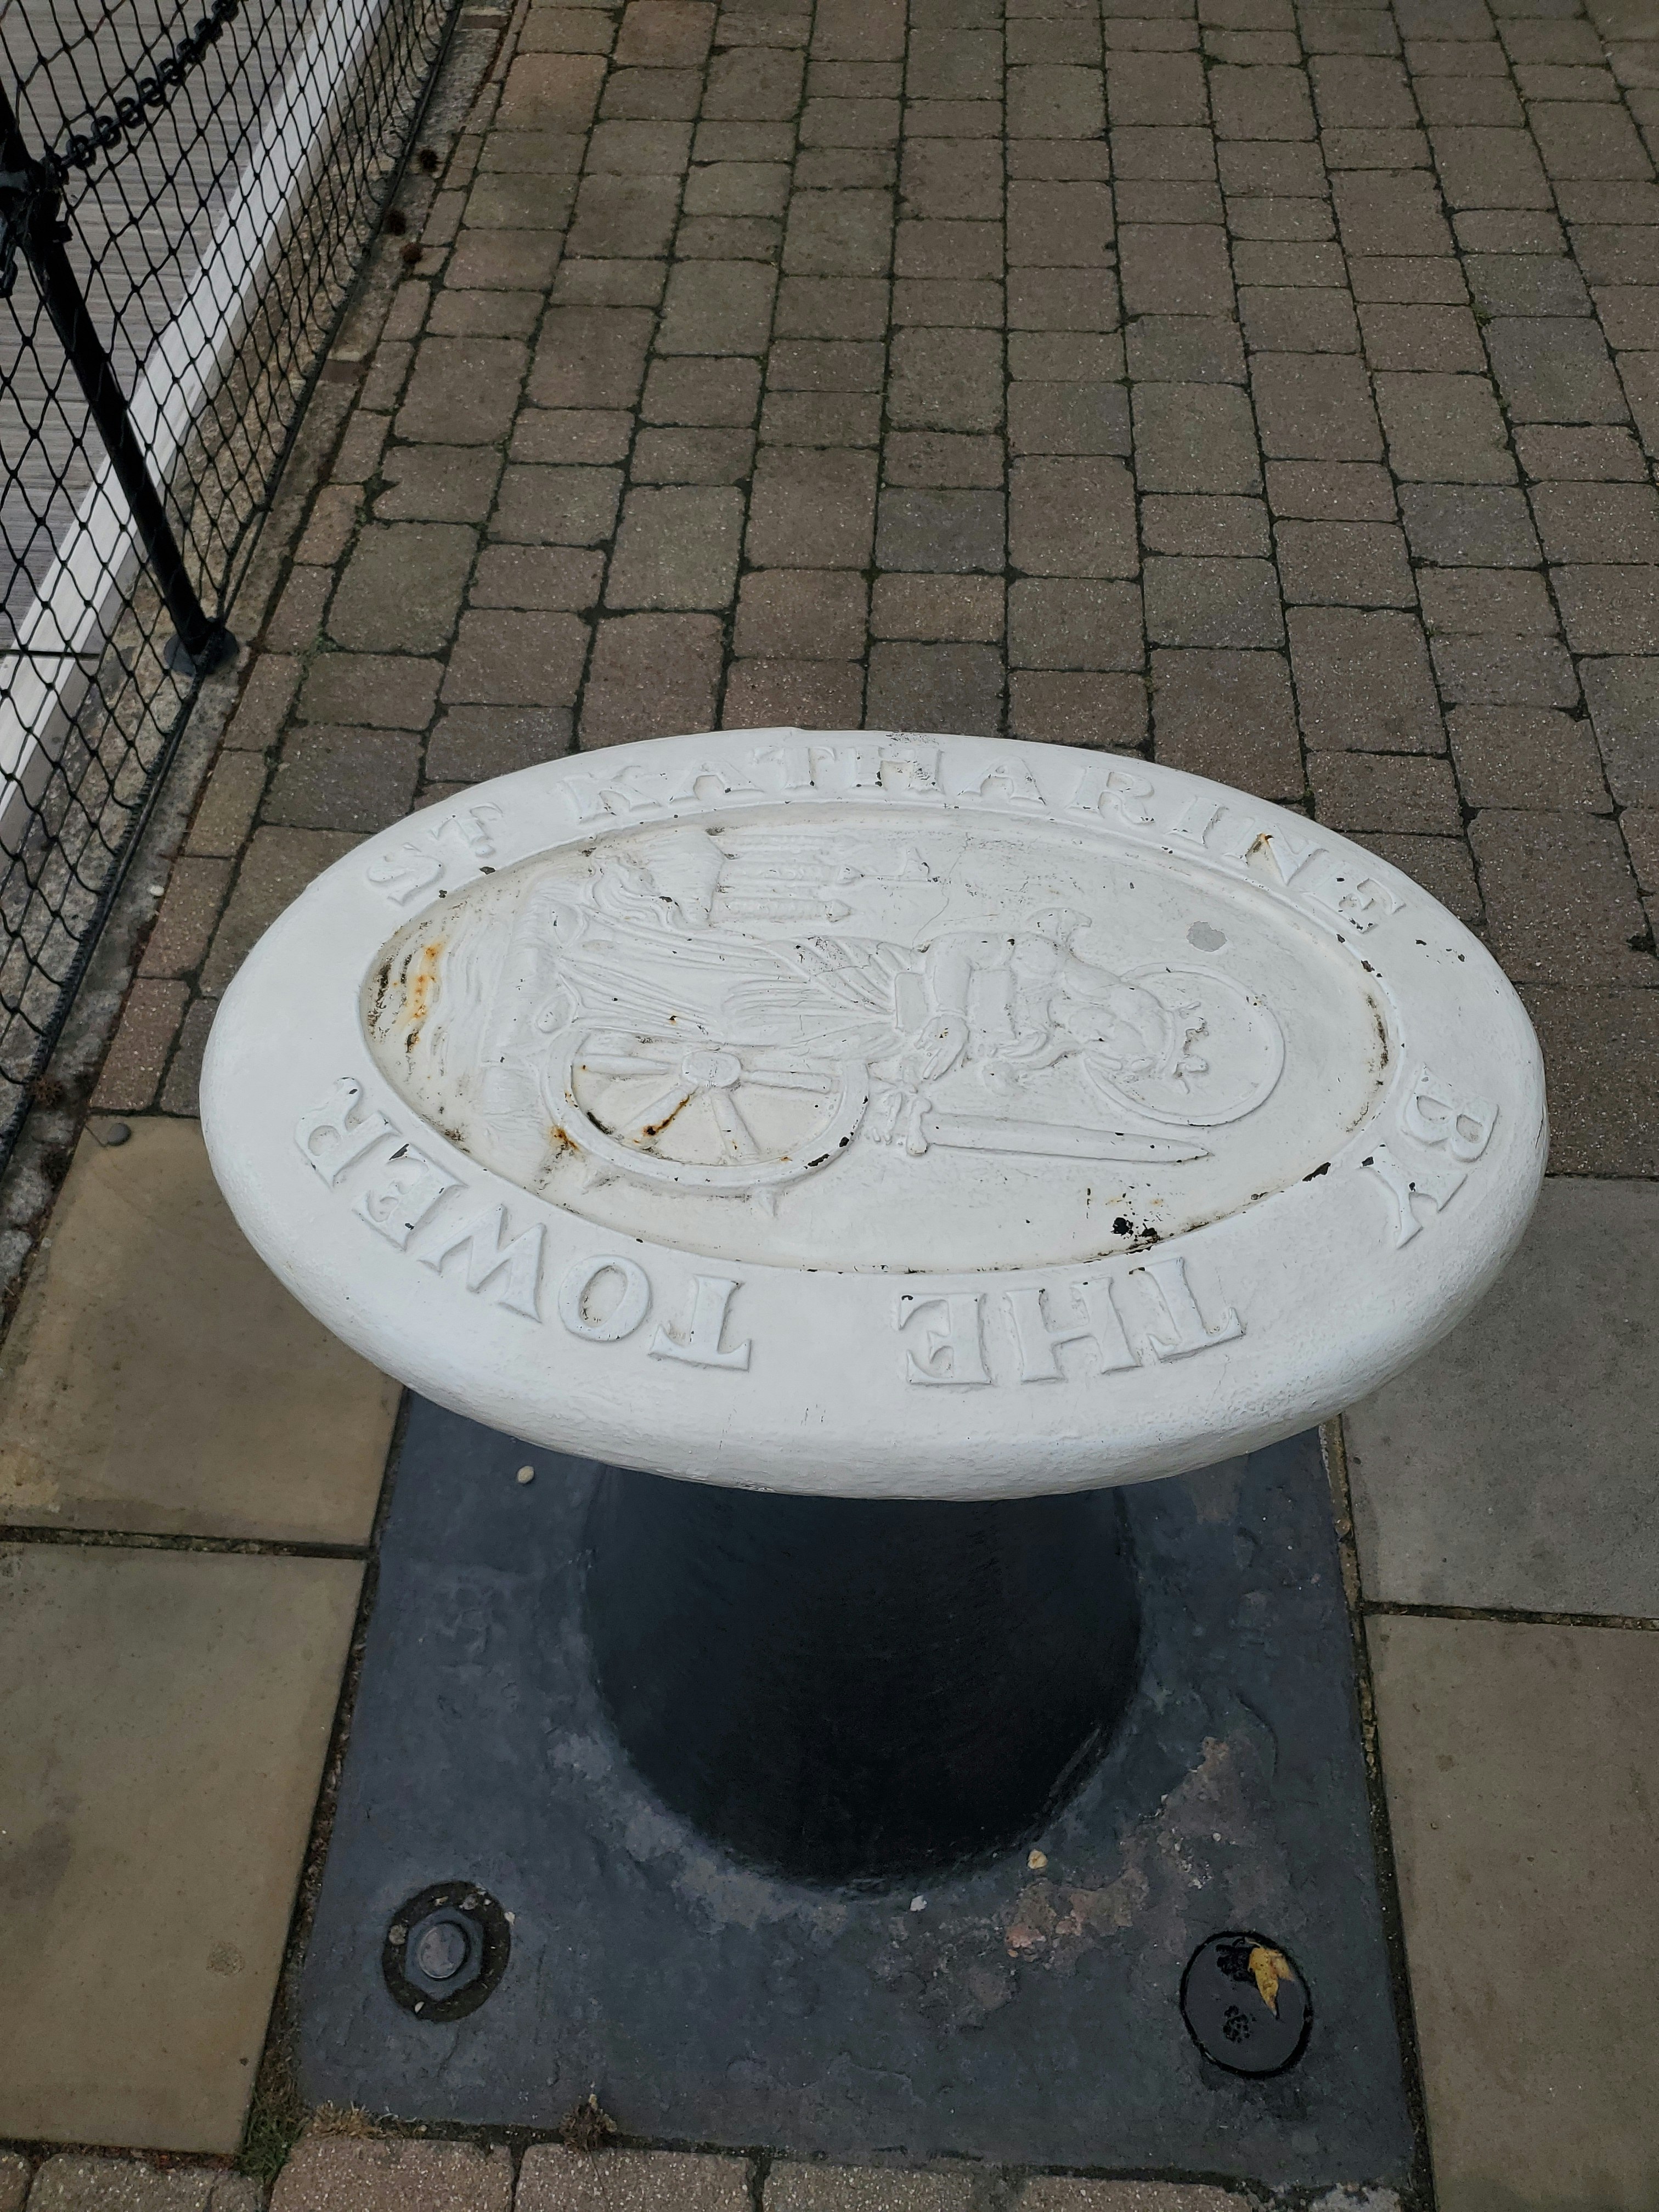 ST KATHARINE BY THE TOWER